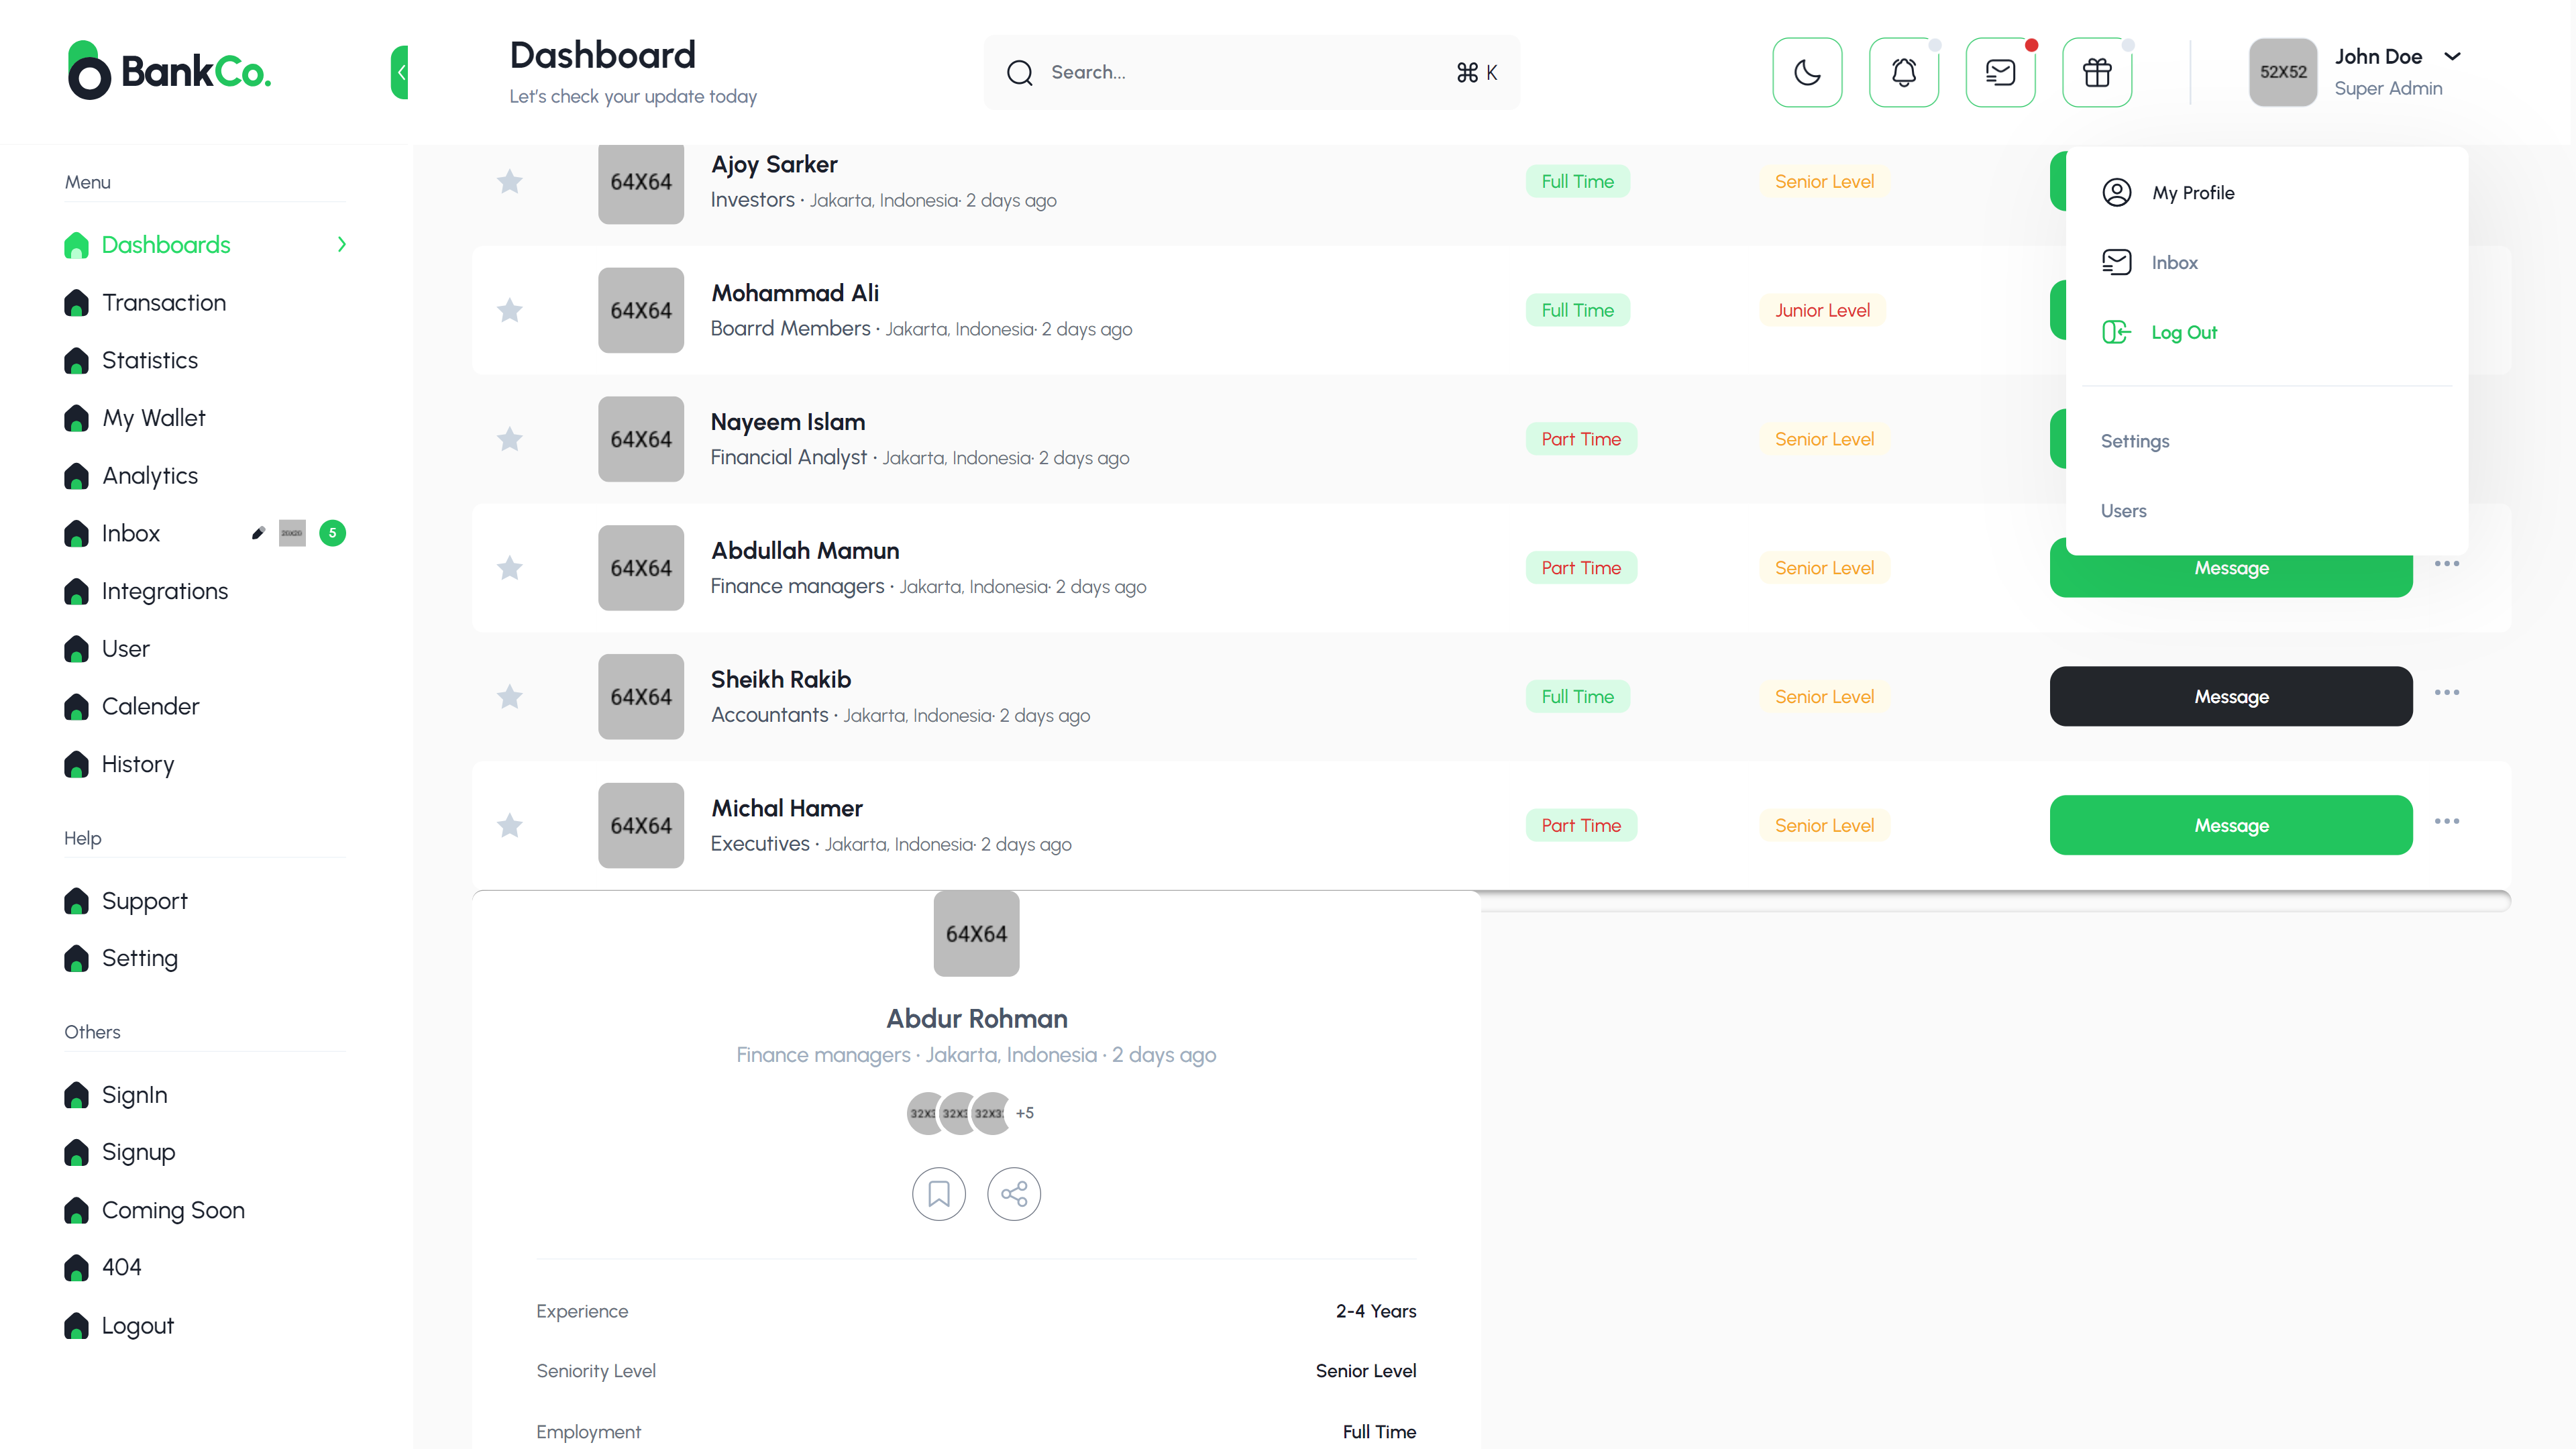 BankCo.
Dashboard
Let's check your update today
Search...
⌘ K
52X52
John Doe
Super Admin
Menu
Dashboards
Transaction
Statistics
My Wallet
Analytics
Inbox
5
Integrations
User
Calender
History
Help
Support
Setting
Others
SignIn
Signup
Coming Soon
404
Logout
64X64
Ajoy Sarker
Investors · Jakarta, Indonesia· 2 days ago
Full Time
Senior Level
64X64
Mohammad Ali
Boarrd Members · Jakarta, Indonesia· 2 days ago
Full Time
Junior Level
64X64
Nayeem Islam
Financial Analyst · Jakarta, Indonesia· 2 days ago
Part Time
Senior Level
64X64
Abdullah Mamun
Finance managers · Jakarta, Indonesia· 2 days ago
Part Time
Senior Level
Message
64X64
Sheikh Rakib
Accountants · Jakarta, Indonesia· 2 days ago
Full Time
Senior Level
Message
64X64
Michal Hamer
Executives · Jakarta, Indonesia· 2 days ago
Part Time
Senior Level
Message
My Profile
Inbox
Log Out
Settings
Users
64X64
Abdur Rohman
Finance managers · Jakarta, Indonesia · 2 days ago
32X3 32X3 32X3 +5
Experience 2-4 Years
Seniority Level Senior Level
Employment Full Time